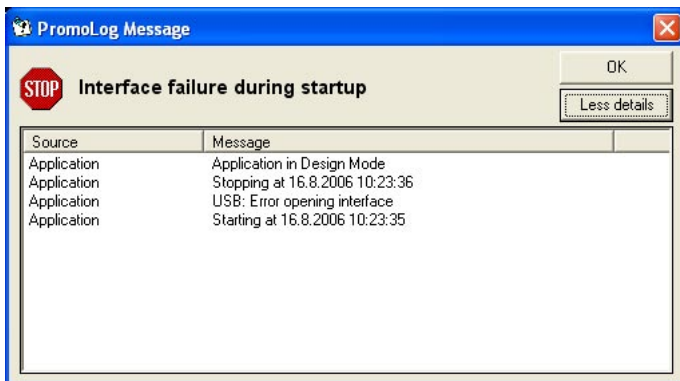 PromoLog Message
OK
STOP Interface failure during startup
Less details
Source Message
Application Application in Design Mode
Application Stopping at 16.8.2006 10:23:36
Application USB: Error opening interface
Application Starting at 16.8.2006 10:23:35